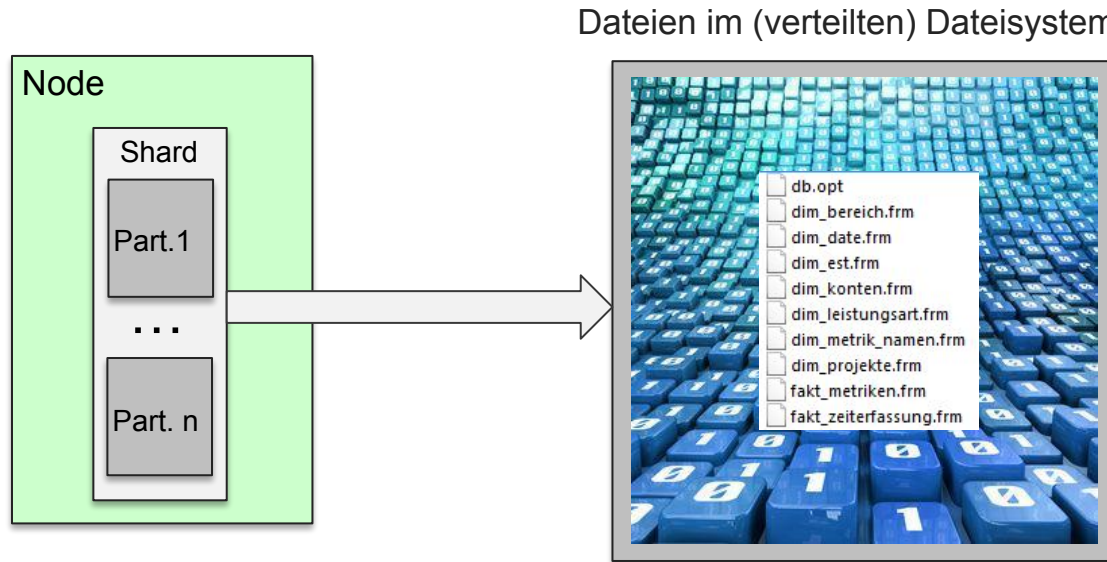 Dateien im (verteilten) Dateisystem
Node
Shard
Part.1
...
Part. n
db.opt
dim_bereich.frm
dim_date.frm
dim_est.frm
dim_konten.frm
dim_leistungsart.frm
dim_metrik_namen.frm
dim_projekte.frm
fakt_metriken.frm
fakt_zeiterfassung.frm